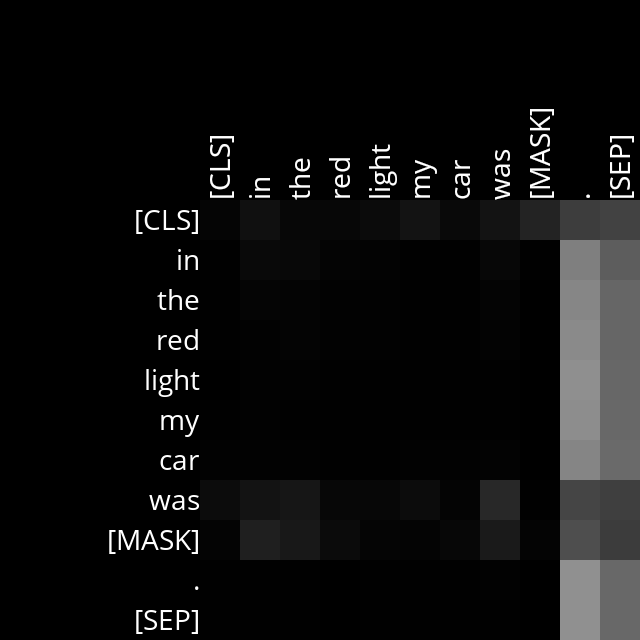 [CLS] in the red light my car was [MASK] . [SEP]
[CLS]
in
the
red
light
my
car
was
[MASK]
.
[SEP]